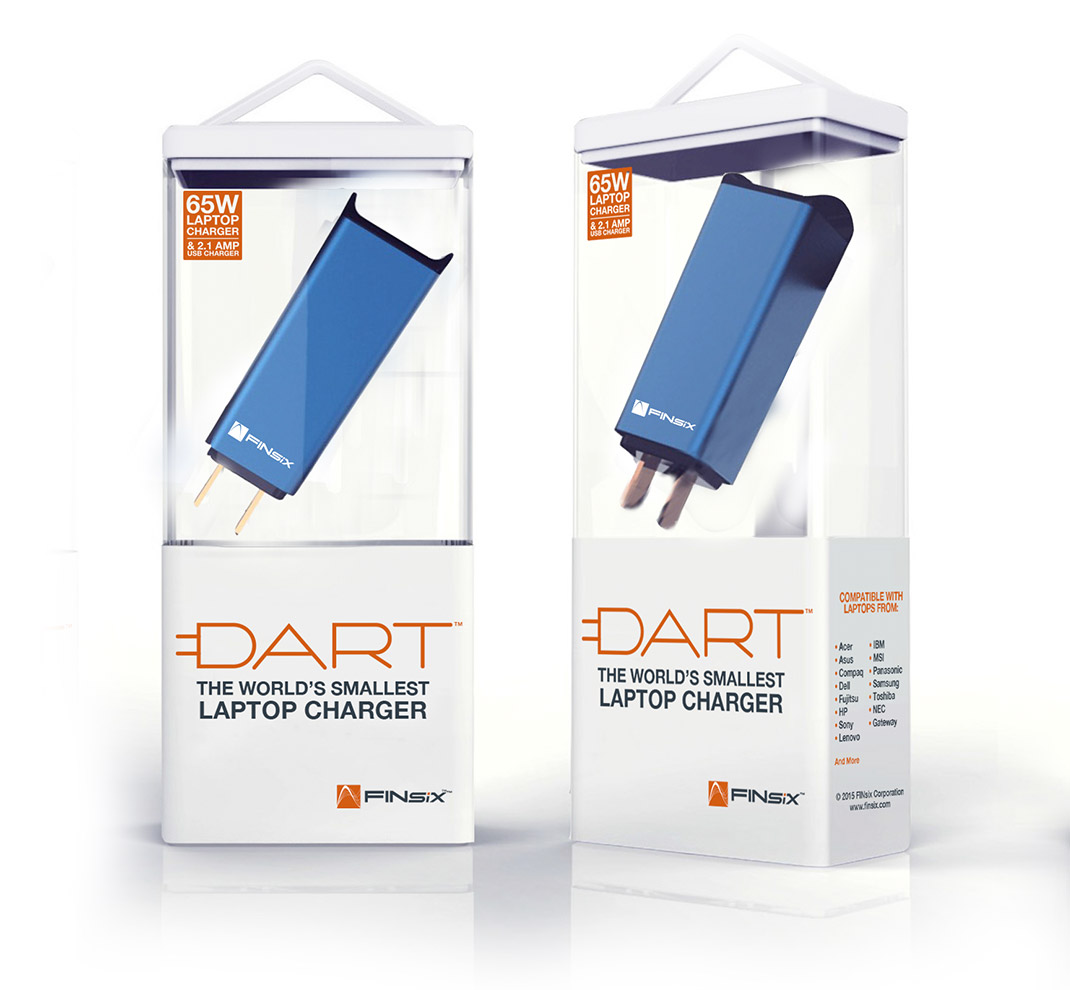 65W
LAPTOP
CHARGER
& 2.1 AMP
USB CHARGER
FINSiX
DART™
THE WORLD'S SMALLEST
LAPTOP CHARGER
FINSiX™
65W
LAPTOP
CHARGER
& 2.1 AMP
USB CHARGER
FINSiX
DART™
THE WORLD'S SMALLEST
LAPTOP CHARGER
FINSiX™
COMPATIBLE WITH
LAPTOPS FROM:
• Acer
• Asus
• Compaq
• Dell
• Fujitsu
• HP
• Sony
• Lenovo
• IBM
• MSI
• Panasonic
• Samsung
• Toshiba
• NEC
• Gateway
And More
© 2015 FINsix Corporation
www.finsix.com